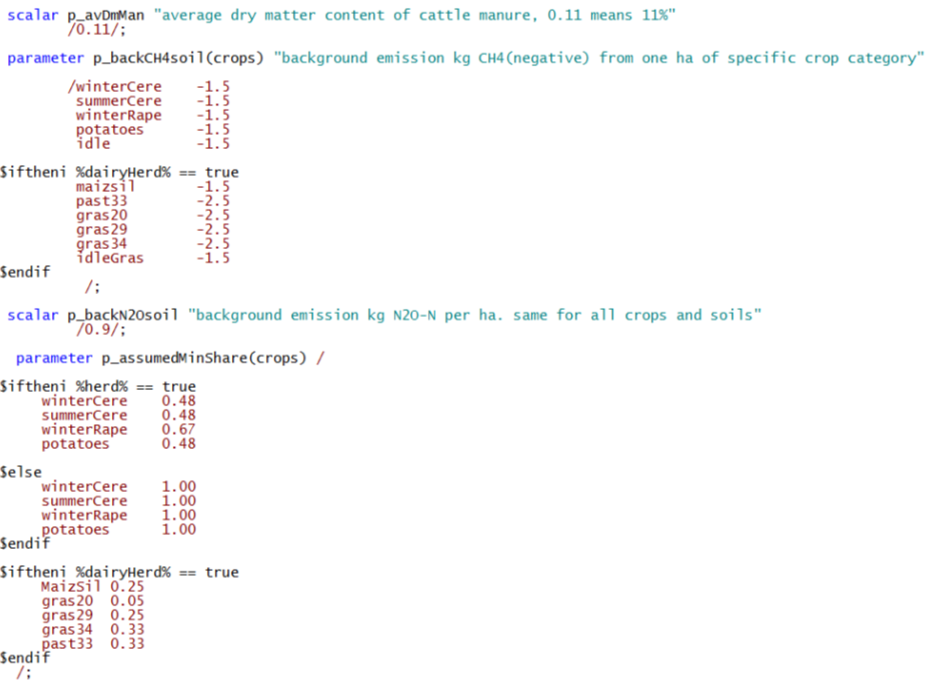 scalar p_avDmMan "average dry matter content of cattle manure, 0.11 means 11%"
/0.11/;
parameter p_backCH4soil(crops) "background emission kg CH4(negative) from one ha of specific crop category"
/winterCere -1.5
summerCere -1.5
winterRape -1.5
potatoes -1.5
idle -1.5
$iftheni %dairyHerd% == true
maizsil -1.5
past33 -2.5
gras20 -2.5
gras29 -2.5
gras34 -2.5
idleGras -1.5
$endif
/;
scalar p_backN2Osoil "background emission kg N2O-N per ha. same for all crops and soils"
/0.9/;
parameter p_assumedMinShare(crops) /
$iftheni %herd% == true
winterCere 0.48
summerCere 0.48
winterRape 0.67
potatoes 0.48
$else
winterCere 1.00
summerCere 1.00
winterRape 1.00
potatoes 1.00
$endif
$iftheni %dairyHerd% == true
MaizSil 0.25
gras20 0.05
gras29 0.25
gras34 0.33
past33 0.33
$endif
/;